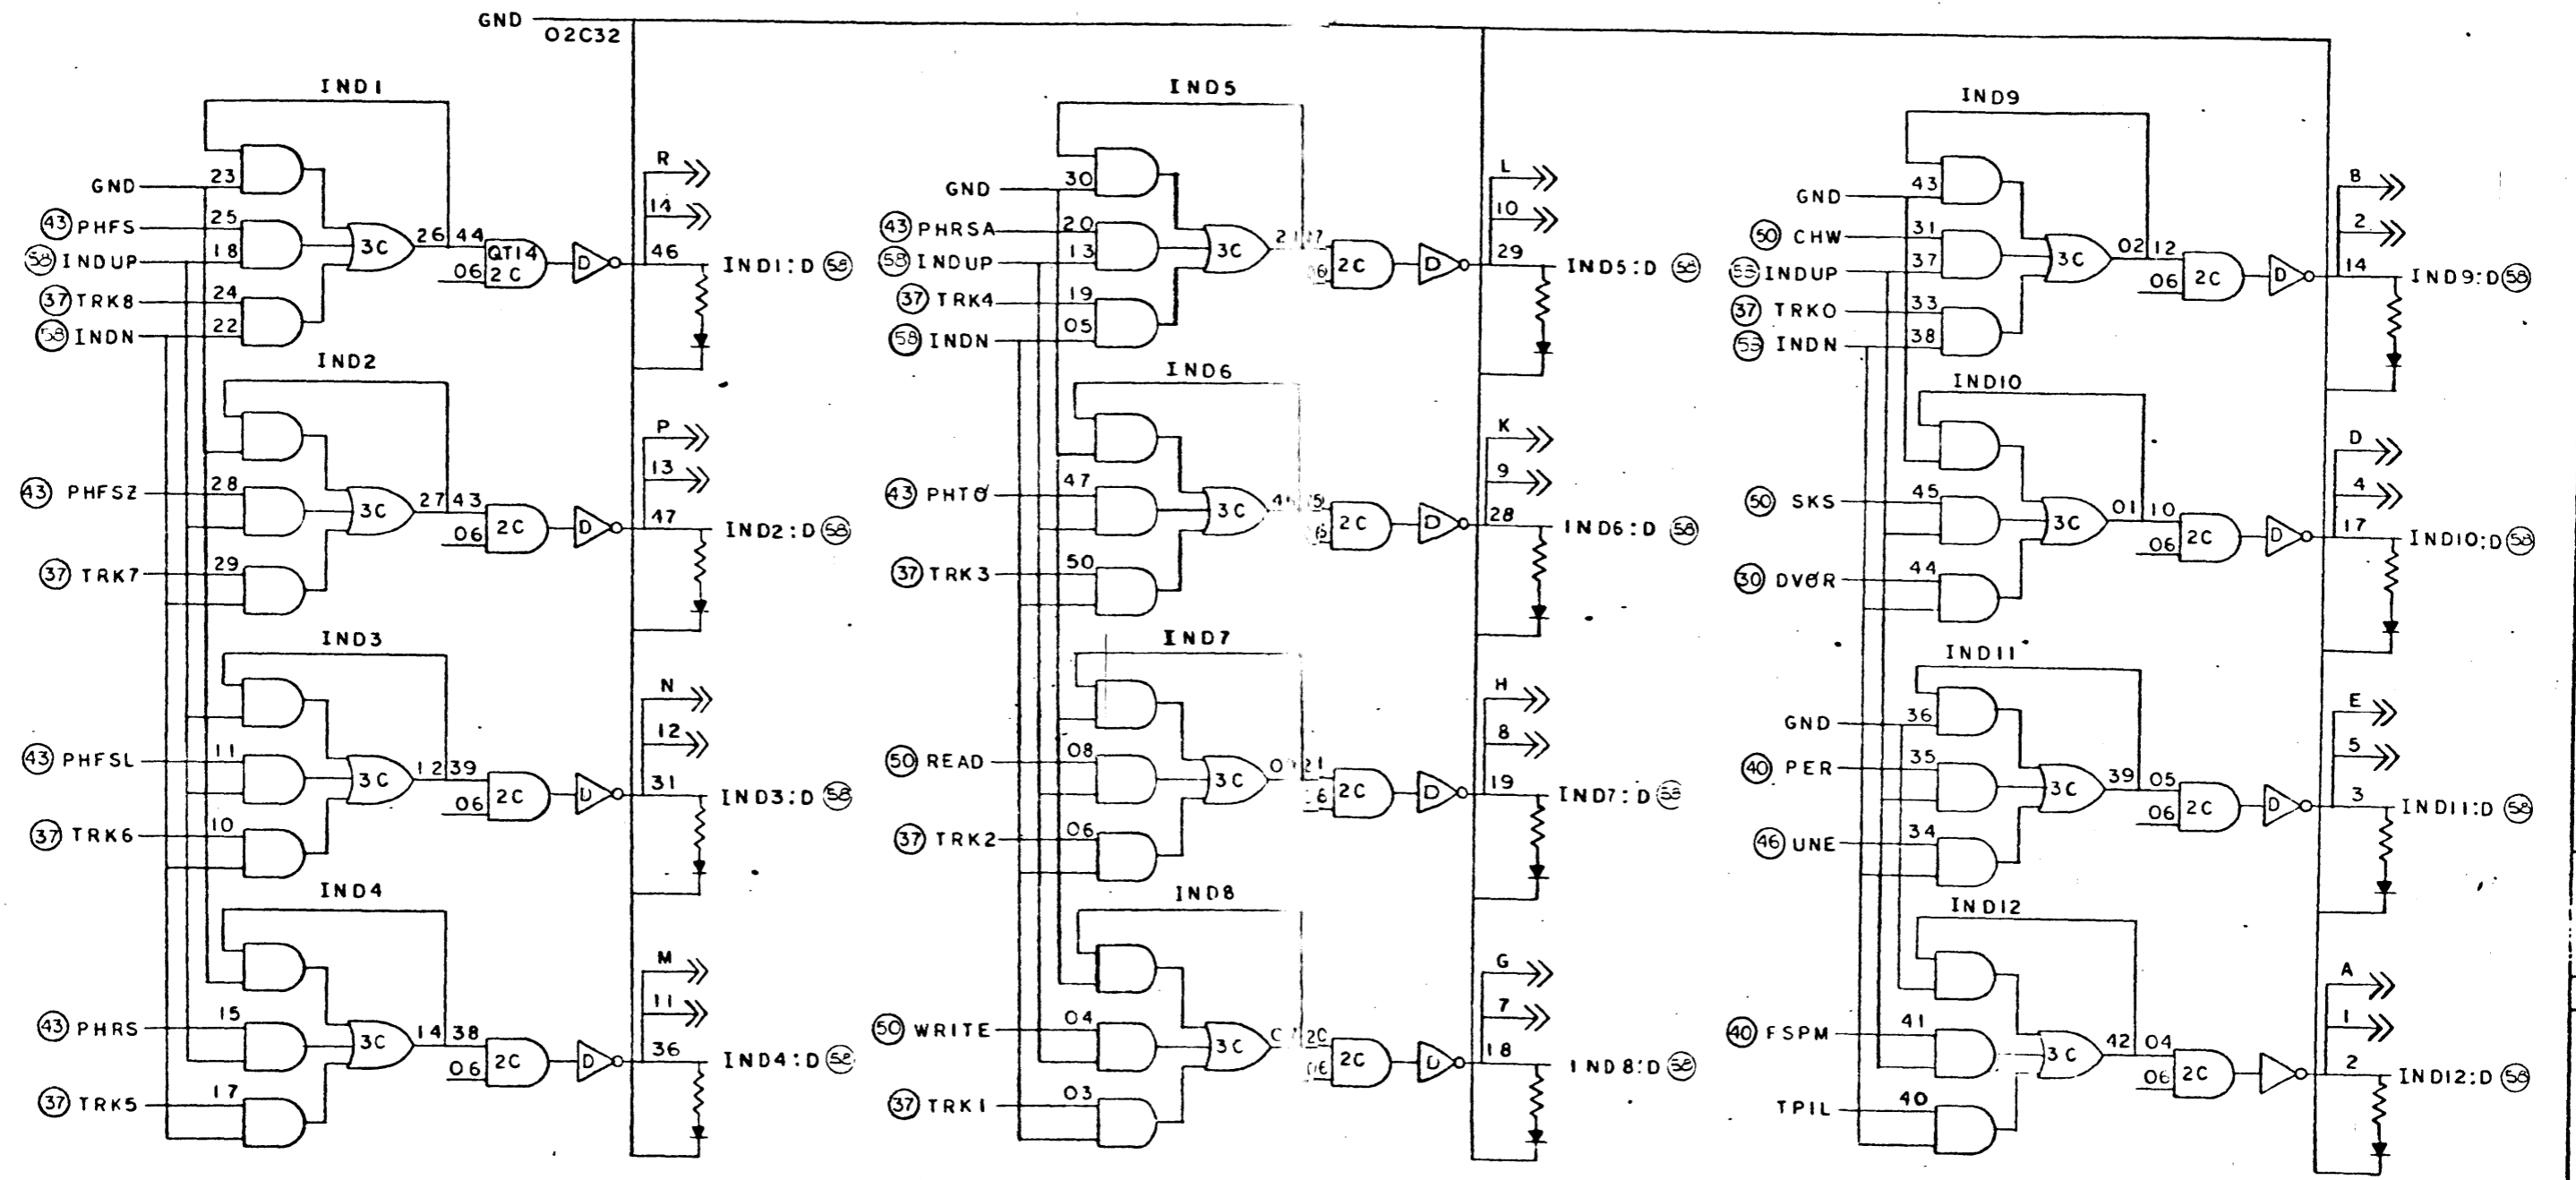 GND
02C32
IND1
GND 23
43 PHFS 25
58 INDUP 18
37 TRK8 24
58 INDN 22
3C 26 44
QT14
06 2C
D
R
14
46 IND1:D 58
IND2
43 PHFSZ 28
37 TRK7 29
3C 27 43
06 2C
D
P
13
47 IND2:D 58
IND3
43 PHFSL 11
37 TRK6 10
3C 12 39
06 2C
D
N
12
31 IND3:D 58
IND4
43 PHRS 15
37 TRK5 17
3C 14 38
06 2C
D
M
11
36 IND4:D 58
IND5
GND 30
43 PHRSA 20
58 INDUP 13
37 TRK4 19
58 INDN 05
3C
2C
D
L
10
29 IND5:D 58
IND6
43 PHTØ 47
37 TRK3 50
3C
2C
D
K
9
28 IND6:D 58
IND7
50 READ 08
37 TRK2 06
3C
2C
D
H
8
19 IND7:D 58
IND8
50 WRITE 04
37 TRK1 03
3C
2C
D
G
7
18 IND8:D 58
IND9
GND 43
50 CHW 31
INDUP 37
37 TRK0 33
INDN 38
3C 02 12
06 2C
D
B
2
14 IND9:D 58
IND10
50 SKS 45
30 DVØR 44
3C 01 10
06 2C
D
D
4
17 IND10:D 58
IND11
GND 36
40 PER 35
46 UNE 34
3C 39 05
06 2C
D
E
5
3 IND11:D 58
IND12
40 FSPM 41
TPIL 40
3C 42 04
06 2C
A
1
2 IND12:D 58